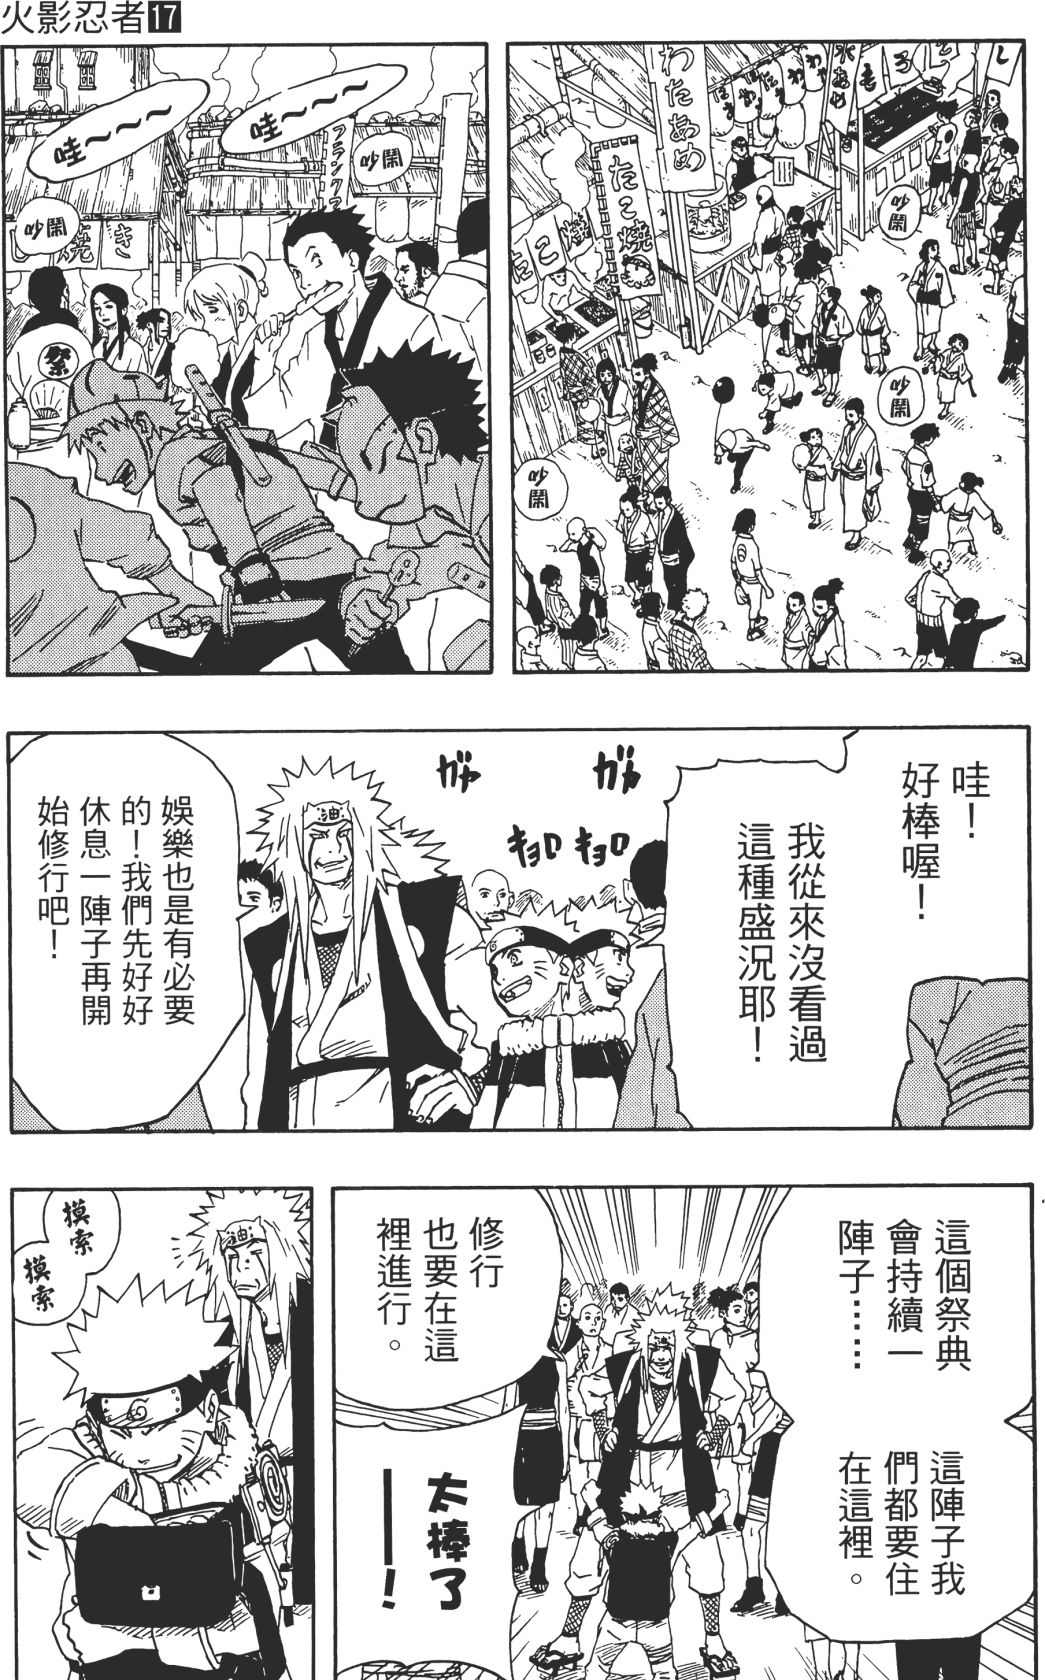 火影忍者17
わたあめ
たこ焼
たこ焼
吵鬧
吵鬧
吵鬧
哇~~~~
哇~~~~
吵鬧
吵鬧
フランク
焼き
祭
哇！
好棒喔！
我從來沒看過
這種盛況耶！
ガヤ
ガヤ
キョロ
キョロ
油
娛樂也是有必要
的！我們先好好
休息一陣子再開
始修行吧！
這個祭典
會持續一
陣子……
這陣子我
們都要住
在這裡。
修行
也要在這
裡進行。
太棒了
——！
油
摸索
摸索